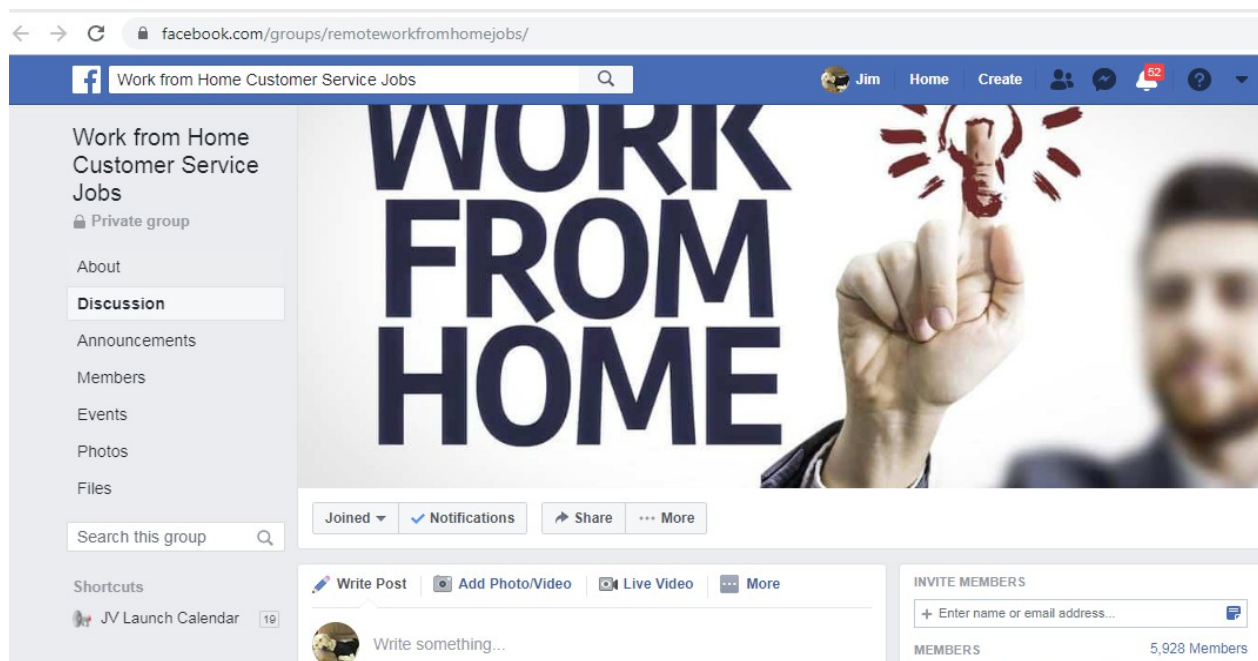 facebook.com/groups/remoteworkfromhomejobs/
f Work from Home Customer Service Jobs Jim Home Create 52 ?
Work from Home
Customer Service
Jobs
Private group
About
Discussion
Announcements
Members
Events
Photos
Files
Search this group
Shortcuts
JV Launch Calendar 19
WORK
FROM
HOME
Joined Notifications Share ... More
Write Post Add Photo/Video Live Video More
Write something...
INVITE MEMBERS
+ Enter name or email address...
MEMBERS 5,928 Members